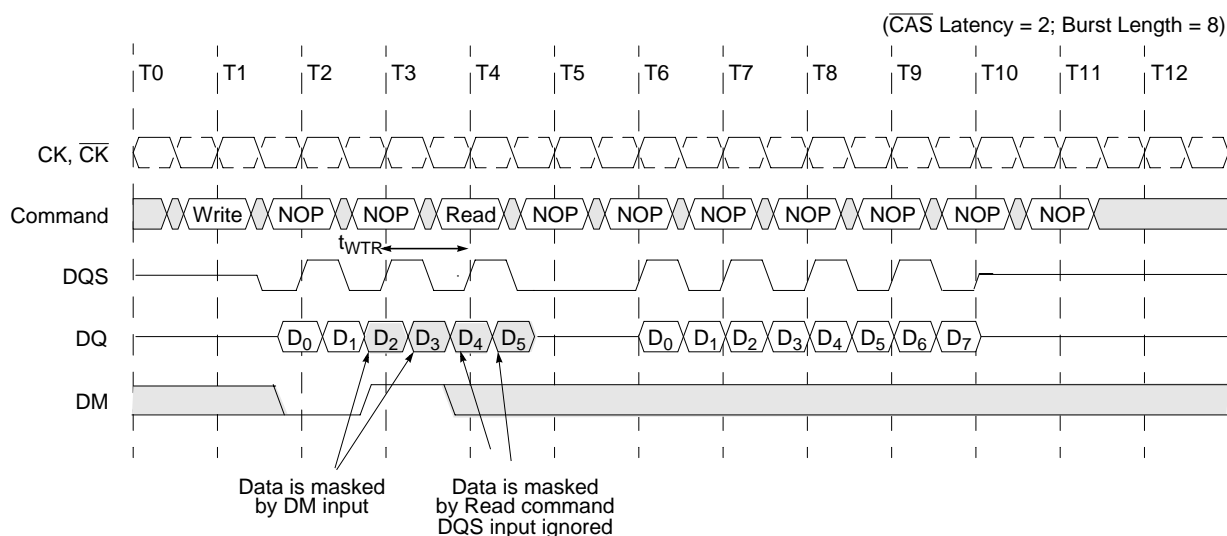 (CAS Latency = 2; Burst Length = 8)
T0 T1 T2 T3 T4 T5 T6 T7 T8 T9 T10 T11 T12
CK, CK
Command Write NOP NOP Read NOP NOP NOP NOP NOP NOP NOP
tWTR
DQS
DQ D0 D1 D2 D3 D4 D5 D0 D1 D2 D3 D4 D5 D6 D7
DM
Data is masked
by DM input
Data is masked
by Read command
DQS input ignored